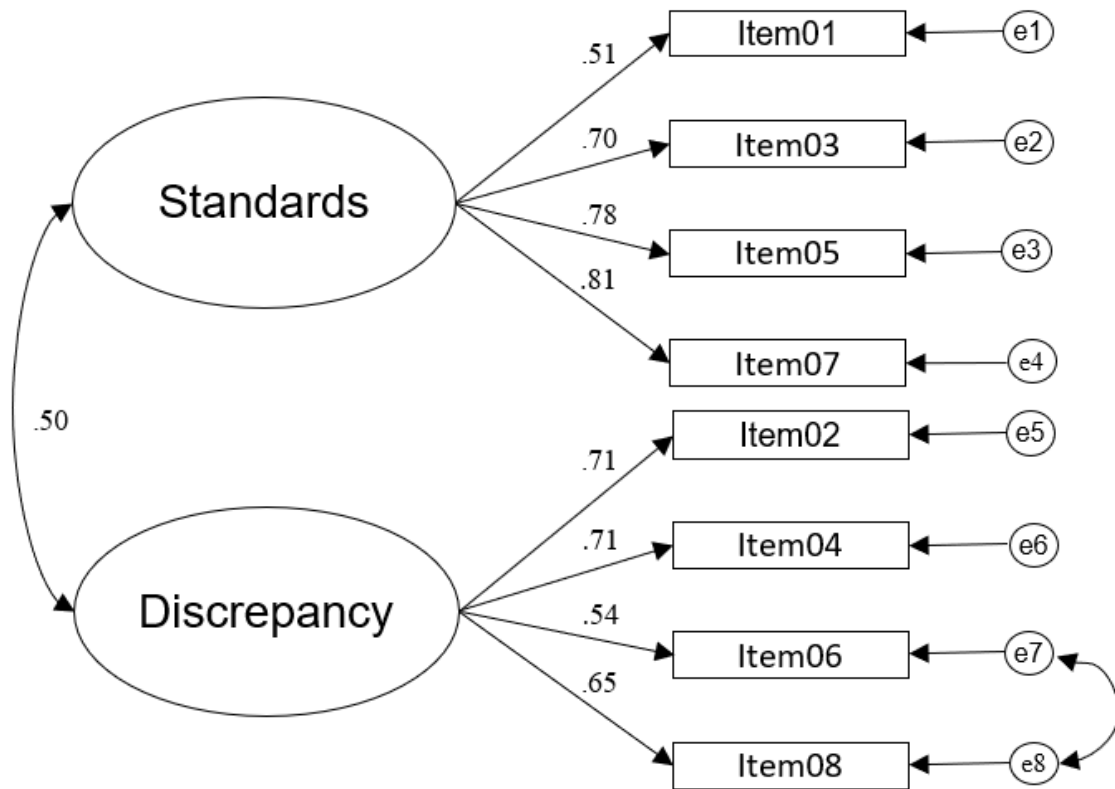 Item01
e1
.51
.70
Item03
e2
Standards
.78
Item05
e3
.81
Item07
e4
.50
Item02
e5
.71
.71
Item04
e6
Discrepancy
.54
Item06
e7
.65
Item08
e8